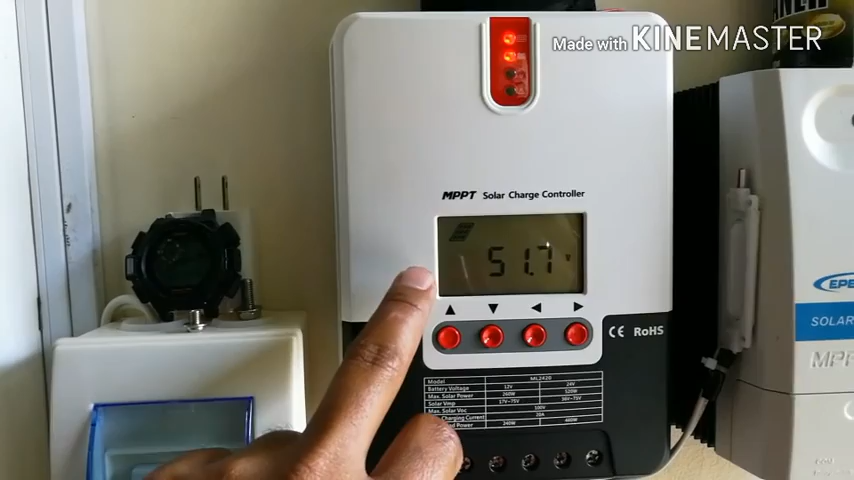 Made with KINEMASTER
MPPT Solar Charge Controller
51.7 V
CE RoHS
Model ML2420
Battery Voltage 12V 24V
Max. Solar Power 260W 520W
Solar Vmp 17V~75V 36V~75V
Max. Solar Voc 100V
Charging Current 20A
Power 240W 480W
EPE
SOLAR
MPP